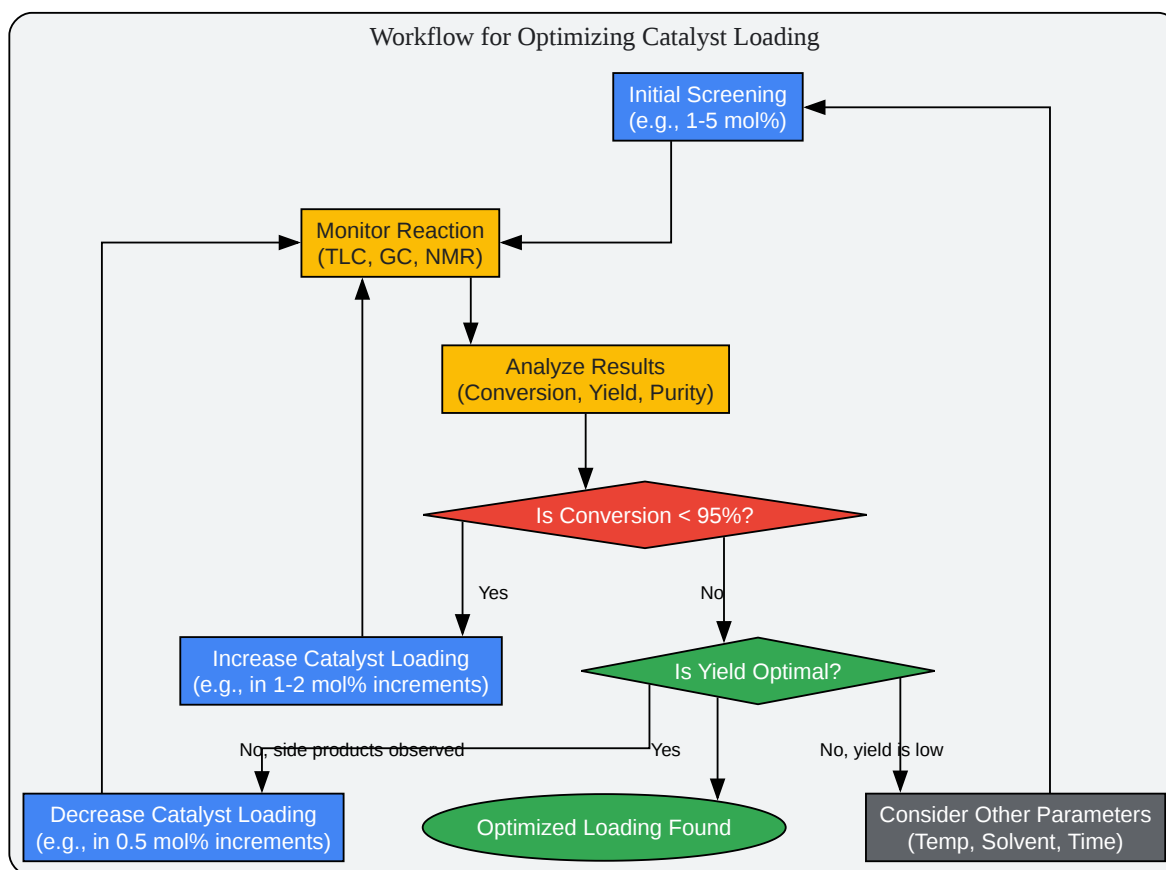 Workflow for Optimizing Catalyst Loading
Initial Screening
(e.g., 1-5 mol%)
Monitor Reaction
(TLC, GC, NMR)
Analyze Results
(Conversion, Yield, Purity)
Is Conversion < 95%?
Yes
No
Increase Catalyst Loading
(e.g., in 1-2 mol% increments)
Is Yield Optimal?
No, side products observed
Yes
No, yield is low
Decrease Catalyst Loading
(e.g., in 0.5 mol% increments)
Optimized Loading Found
Consider Other Parameters
(Temp, Solvent, Time)